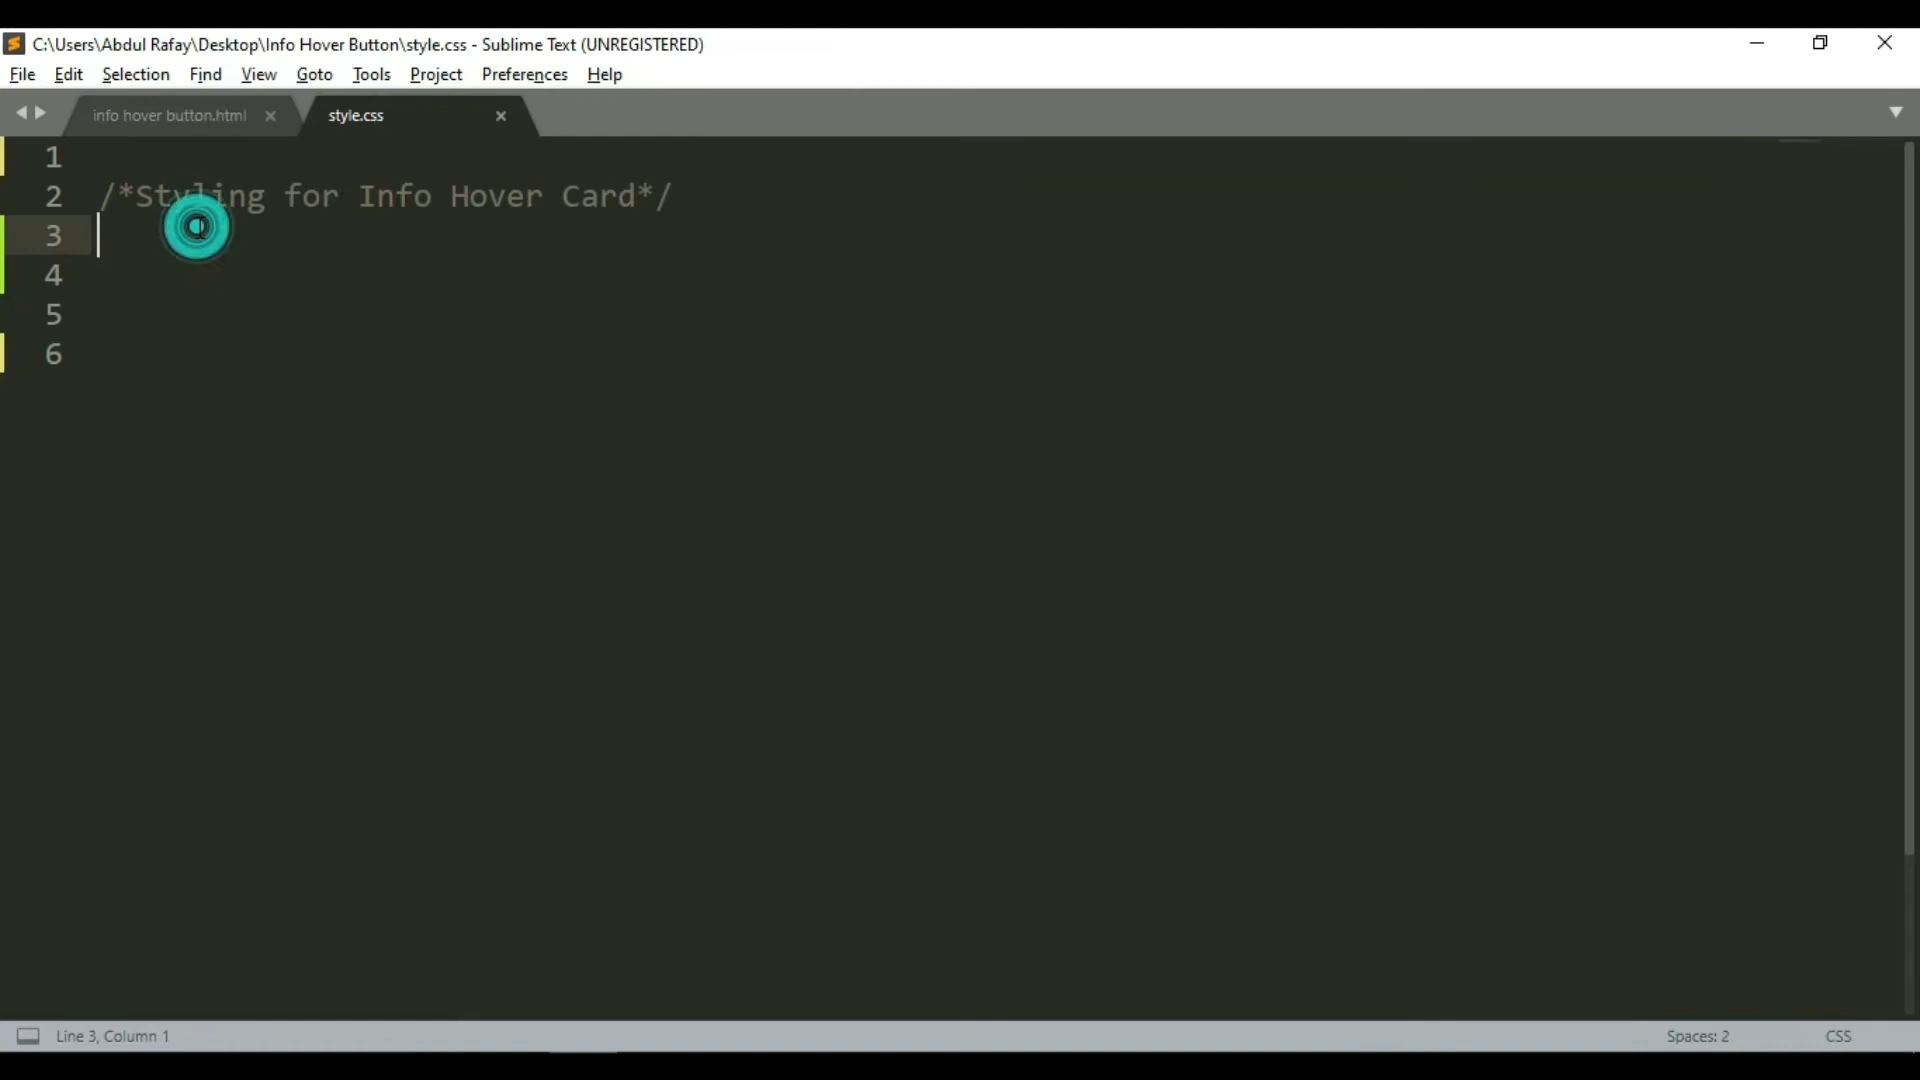 C:\Users\Abdul Rafay\Desktop\Info Hover Button\style.css - Sublime Text (UNREGISTERED)
File Edit Selection Find View Goto Tools Project Preferences Help
info hover button.html × style.css ×
1
2 /*Styling for Info Hover Card*/
3
4
5
6
Line 3, Column 1 Spaces: 2 CSS